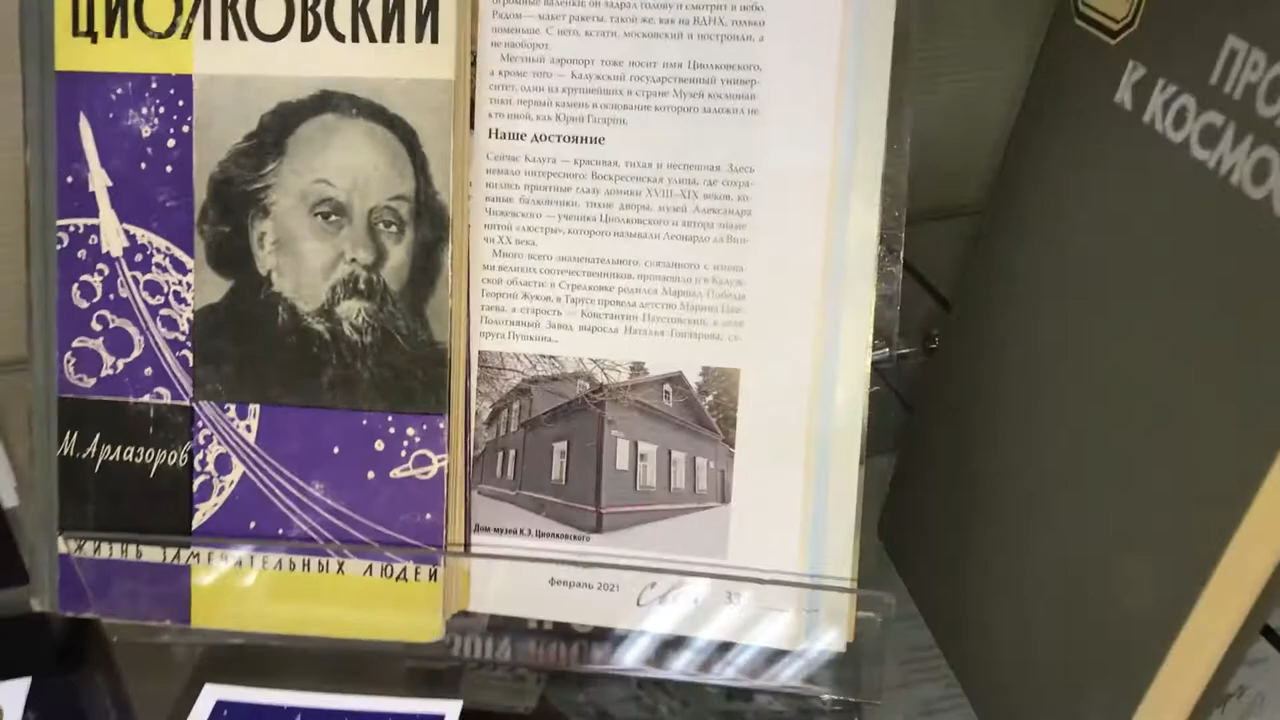 ЦИОЛКОВСКИЙ
М. Арлазоров
ЖИЗНЬ ЗАМЕЧАТЕЛЬНЫХ ЛЮДЕЙ
огромные валенки; он задрал голову и смотрит в небо.
Рядом — макет ракеты, такой же, как на ВДНХ, только
поменьше. С него, кстати, московский и построили, а
не наоборот.
Местный аэропорт тоже носит имя Циолковского,
а кроме того — Калужский государственный универ-
ситет, один из крупнейших в стране Музей космонав-
тики, первый камень в основание которого заложил не
кто иной, как Юрий Гагарин.
Наше достояние
Сейчас Калуга — красивая, тихая и неспешная. Здесь
немало интересного: Воскресенская улица, где сохра-
нились приятные глазу домики XVIII–XIX веков, ко-
ваные балкончики, тихие дворы, музей Александра
Чижевского — ученика Циолковского и автора знаме-
нитой «люстры», которого называли Леонардо да Вин-
чи XX века.
Много всего знаменательного, связанного с имена-
ми великих соотечественников, произошло и в Калуж-
ской области: в Стрелковке родился Маршал Победы
Георгий Жуков, в Тарусе провела детство Марина Цве-
таева, а старость — Константин Паустовский, в селе
Полотняный Завод выросла Наталья Гончарова, су-
пруга Пушкина...
Дом-музей К.Э. Циолковского
февраль 2021
33
2014
ПРО
К КОСМО